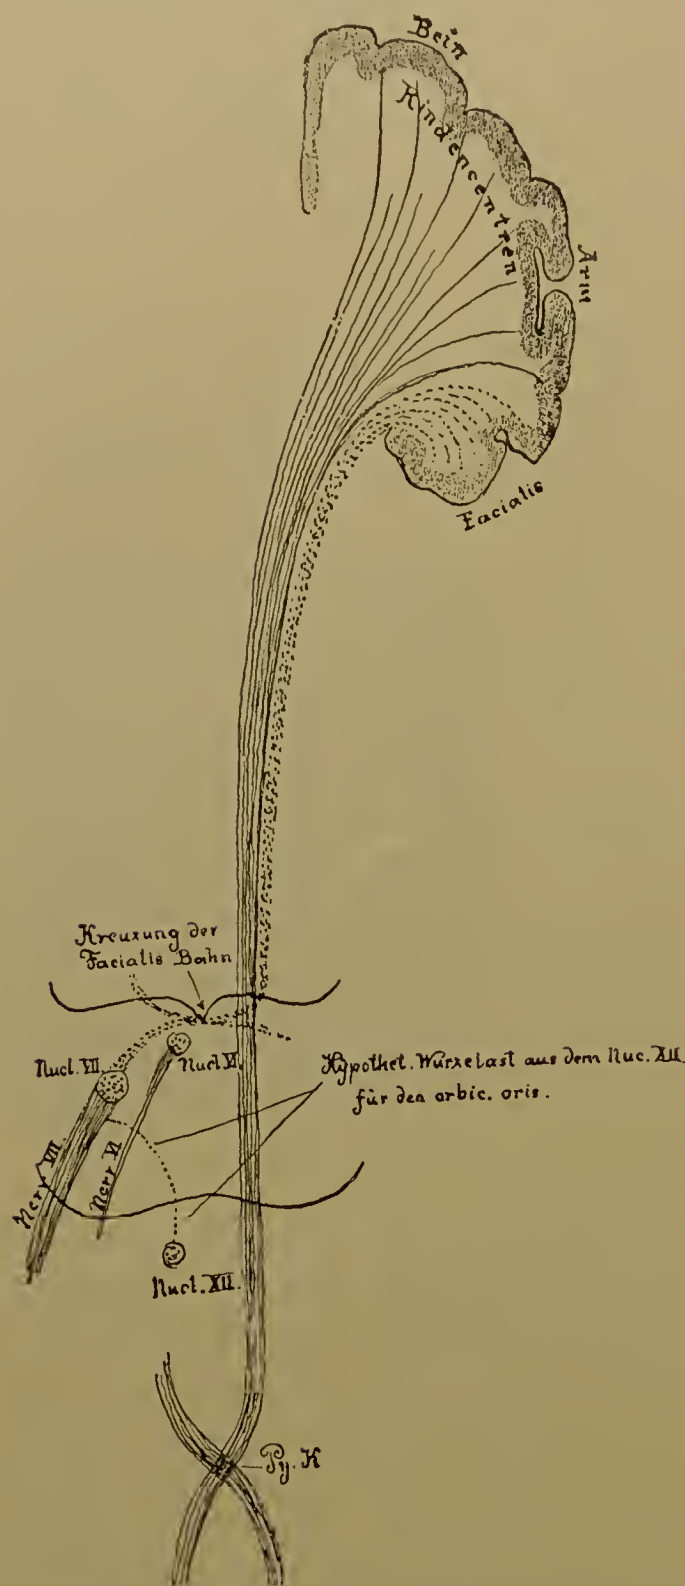 Bein
Rindencentren
Arm
Facialis
Kreuzung der
Facialis Bahn
Nucl. VII.
Nucl. VI.
Hypothet. Wurzelast aus dem Nuc. XII.
für den orbic. oris.
Nerv VII
Nerv VI
Nucl. XII.
Py. K